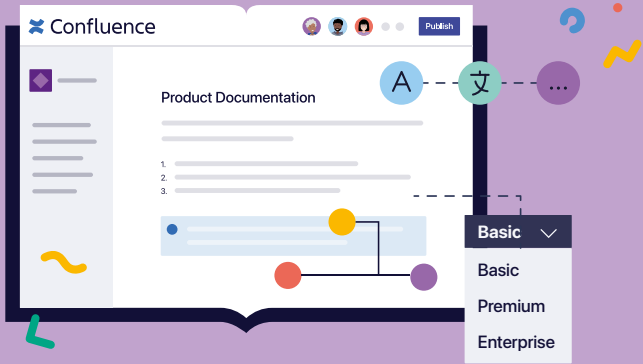 Confluence
Publish
Product Documentation
A
文
...
1.
2.
3.
Basic
Basic
Premium
Enterprise